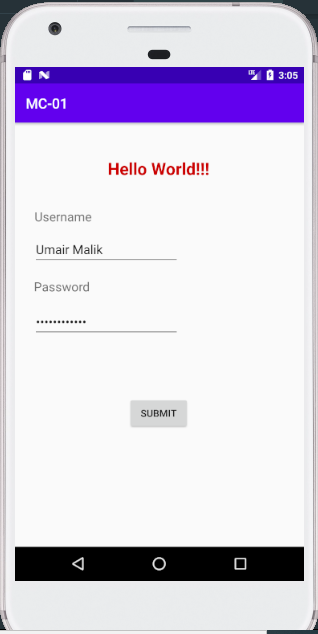 3:05
MC-01
Hello World!!!
Username
Umair Malik
Password
••••••••••••
SUBMIT